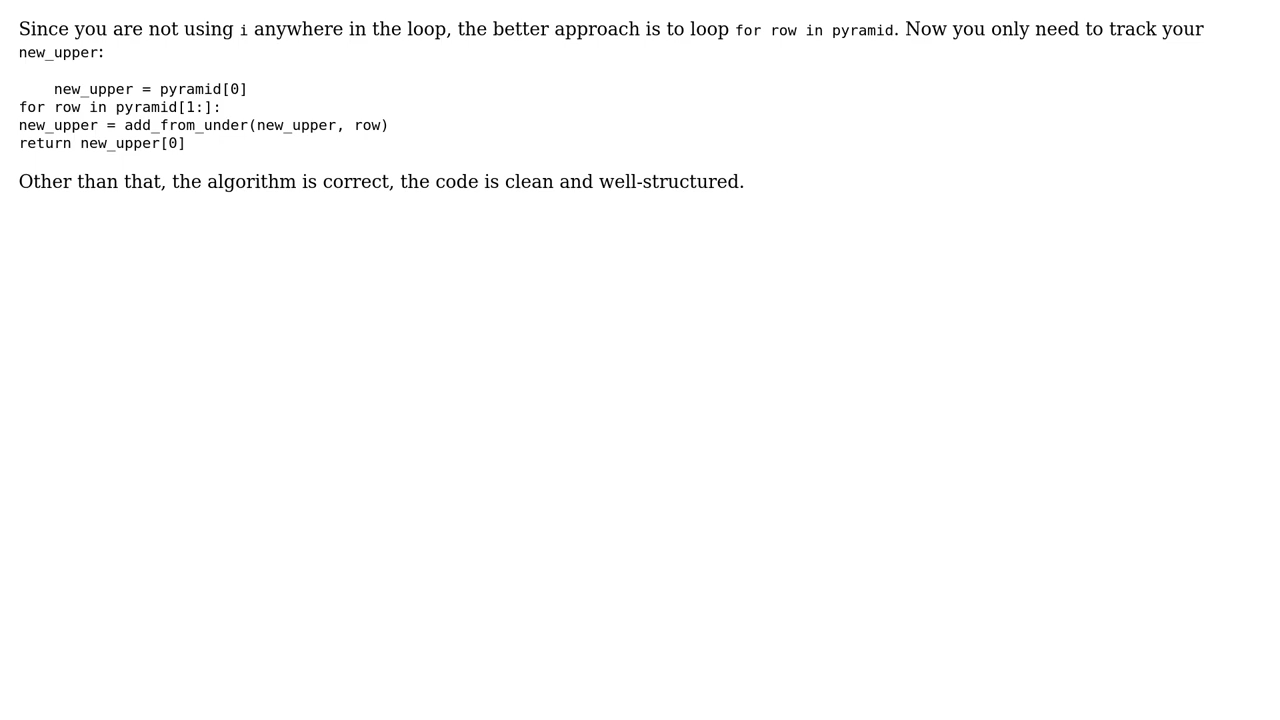 Since you are not using i anywhere in the loop, the better approach is to loop for row in pyramid. Now you only need to track your
new_upper:
    new_upper = pyramid[0]
for row in pyramid[1:]:
new_upper = add_from_under(new_upper, row)
return new_upper[0]
Other than that, the algorithm is correct, the code is clean and well-structured.